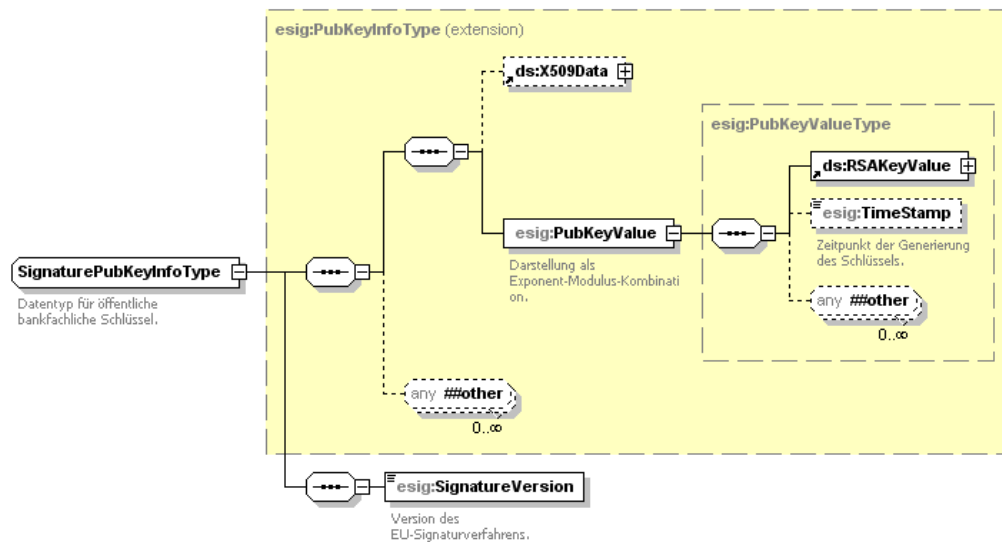 esig:PubKeyInfoType (extension)
ds:X509Data
esig:PubKeyValueType
ds:RSAKeyValue
esig:TimeStamp
Zeitpunkt der Generierung
des Schlüssels.
esig:PubKeyValue
Darstellung als
Exponent-Modulus-Kombinati
on.
any ##other
0..∞
SignaturePubKeyInfoType
Datentyp für öffentliche
bankfachliche Schlüssel.
any ##other
0..∞
esig:SignatureVersion
Version des
EU-Signaturverfahrens.